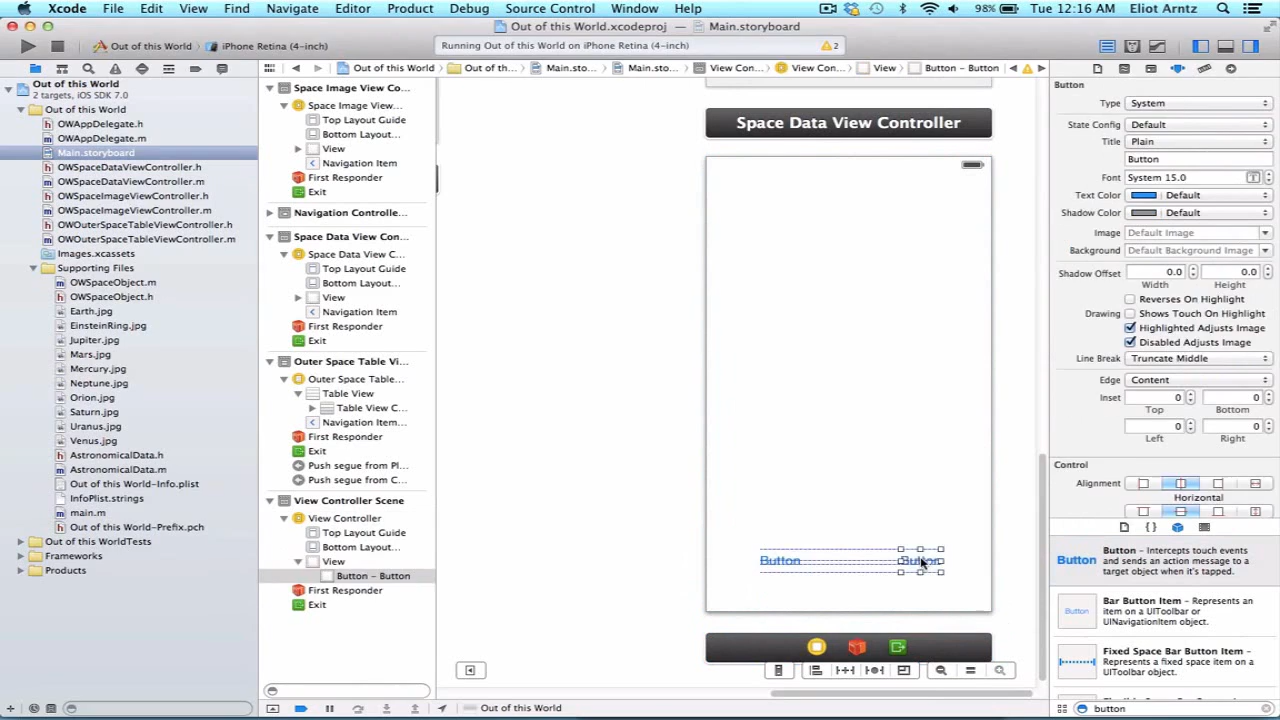 Xcode File Edit View Find Navigate Editor Product Debug Source Control Window Help
98% Tue 12:16 AM Eliot Arntz
Out of this World.xcodeproj Main.storyboard
Out of this World iPhone Retina (4-inch)
Running Out of this World on iPhone Retina (4-inch) 2
Out of this World Out of th... Main.sto... Main.sto... View Con... View Con... View Button - Button
Out of this World
2 targets, iOS SDK 7.0
Out of this World
OWAppDelegate.h
OWAppDelegate.m
Main.storyboard
OWSpaceDataViewController.h
OWSpaceDataViewController.m
OWSpaceImageViewController.h
OWSpaceImageViewController.m
OWOuterSpaceTableViewController.h
OWOuterSpaceTableViewController.m
Images.xcassets
Supporting Files
OWSpaceObject.m
OWSpaceObject.h
Earth.jpg
EinsteinRing.jpg
Jupiter.jpg
Mars.jpg
Mercury.jpg
Neptune.jpg
Orion.jpg
Saturn.jpg
Uranus.jpg
Venus.jpg
AstronomicalData.h
AstronomicalData.m
Out of this World-Info.plist
InfoPlist.strings
main.m
Out of this World-Prefix.pch
Out of this WorldTests
Frameworks
Products
Space Image View Co...
Space Image View...
Top Layout Guide
Bottom Layout...
View
Navigation Item
First Responder
Exit
Navigation Controlle...
Space Data View Con...
Space Data View C...
Top Layout Guide
Bottom Layout...
View
Navigation Item
First Responder
Exit
Outer Space Table Vi...
Outer Space Table...
Table View
Table View C...
Navigation Item...
First Responder
Exit
Push segue from Pl...
Push segue from C...
View Controller Scene
View Controller
Top Layout Guide
Bottom Layout...
View
Button - Button
First Responder
Exit
Space Data View Controller
Button Button
Out of this World
Button
Type System
State Config Default
Title Plain
Button
Font System 15.0
Text Color Default
Shadow Color Default
Image Default Image
Background Default Background Image
Shadow Offset 0.0 0.0
Width Height
Reverses On Highlight
Drawing Shows Touch On Highlight
Highlighted Adjusts Image
Disabled Adjusts Image
Line Break Truncate Middle
Edge Content
Inset 0 0
Top Bottom
0 0
Left Right
Control
Alignment
Horizontal
Button Button - Intercepts touch events
and sends an action message to a
target object when it's tapped.
Button Bar Button Item - Represents an
item on a UIToolbar or
UINavigationItem object.
Fixed Space Bar Button Item -
Represents a fixed space item on a
UIToolbar object.
button